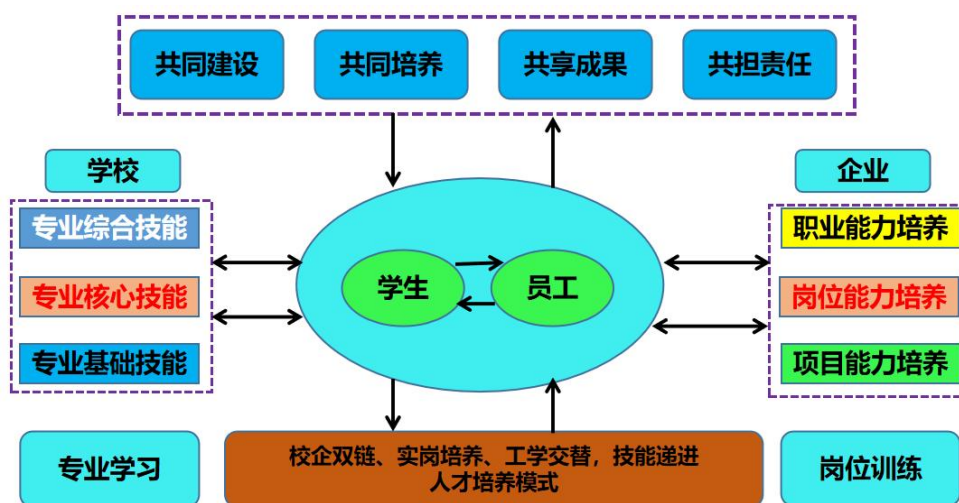 共同建设
共同培养
共享成果
共担责任
学校
企业
专业综合技能
职业能力培养
学生
员工
专业核心技能
岗位能力培养
专业基础技能
项目能力培养
专业学习
校企双链、实岗培养、工学交替，技能递进
人才培养模式
岗位训练